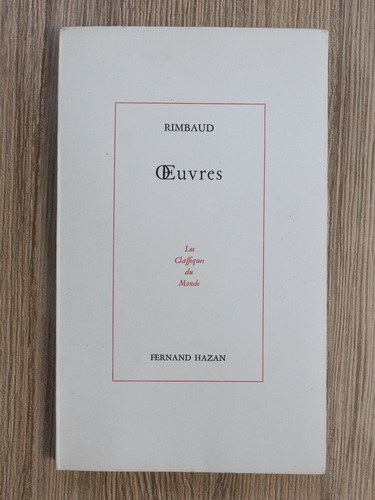 RIMBAUD
Œuvres
Les
Claſſiques
du
Monde
FERNAND HAZAN